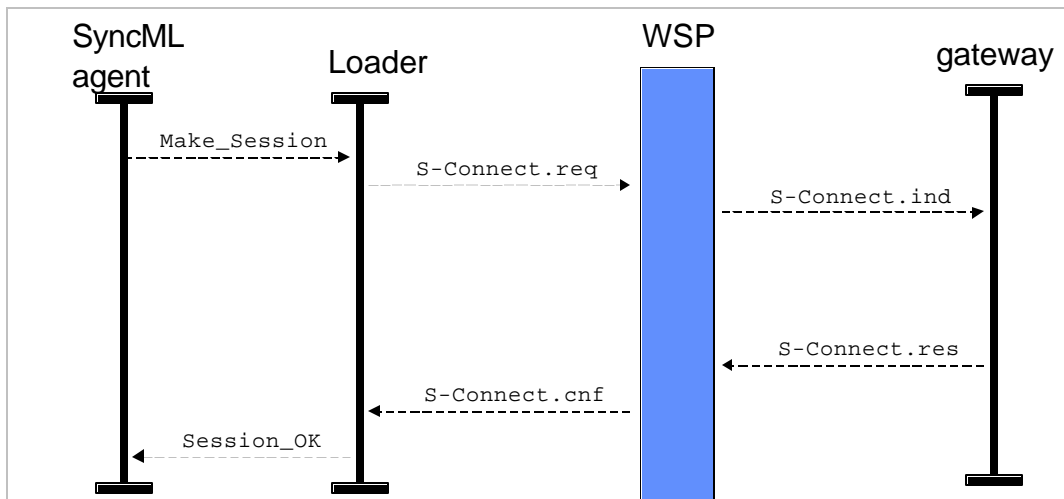 SyncML
agent
Loader
WSP
gateway
Make_Session
S-Connect.req
S-Connect.ind
S-Connect.res
S-Connect.cnf
Session_OK